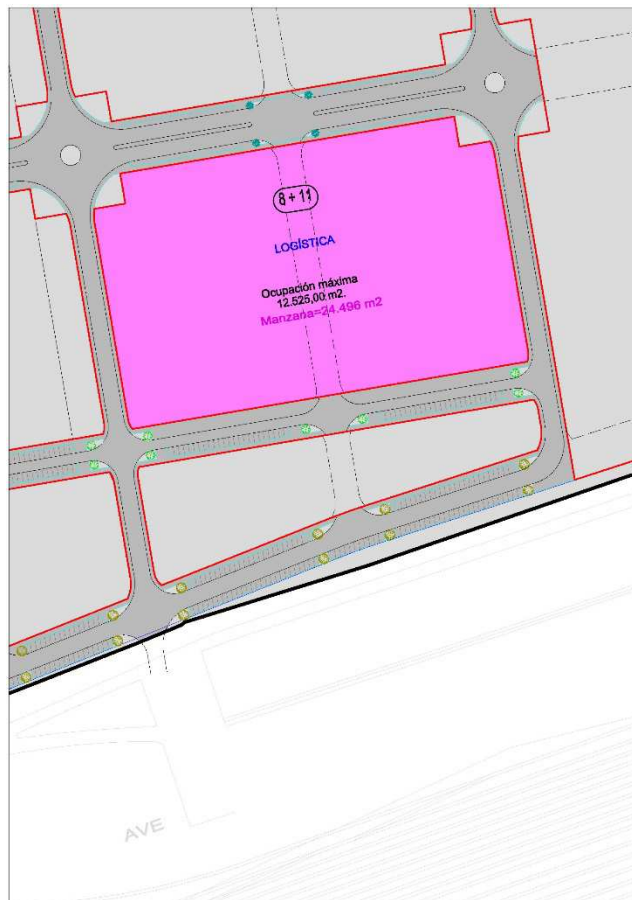 8 + 11
LOGÍSTICA
Ocupación máxima
12.525,00 m2.
Manzana=24.496 m2
AVE